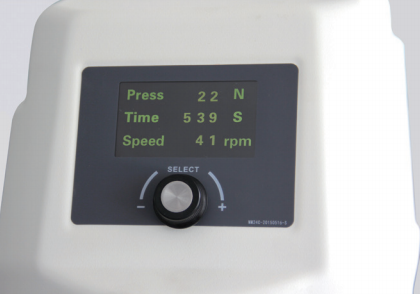 Press 22 N
Time 539 S
Speed 41 rpm
SELECT
- +